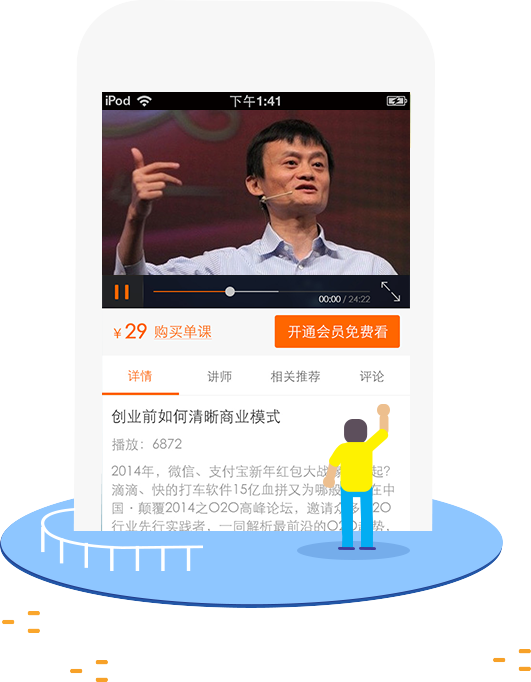 iPod 下午1:41
00:00 / 24:22
¥ 29 购买单课 开通会员免费看
详情 讲师 相关推荐 评论
创业前如何清晰商业模式
播放：6872
2014年，微信、支付宝新年红包大战 起?
滴滴、快的打车软件15亿血拼又为哪般 在中
国·颠覆2014之O2O高峰论坛，邀请众多O2O
行业先行实践者，一同解析最前沿的O2O趋势，